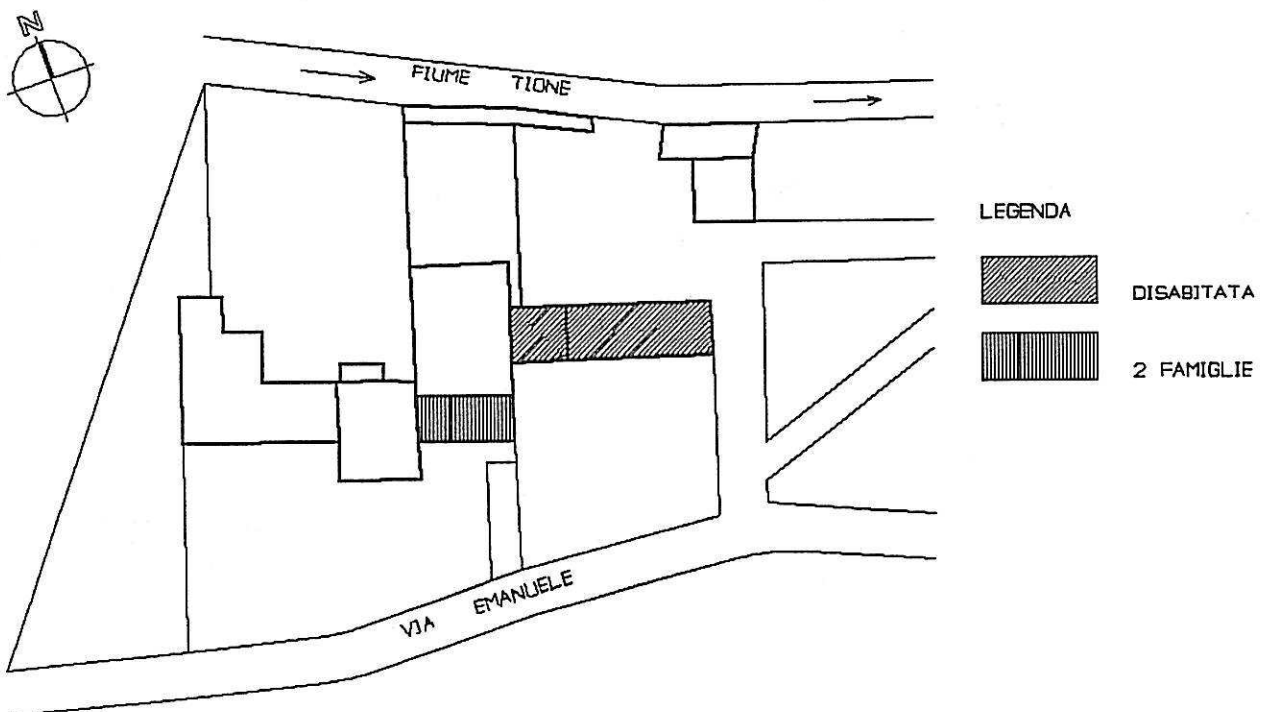 N
FIUME TIONE
LEGENDA
DISABITATA
2 FAMIGLIE
VIA EMANUELE